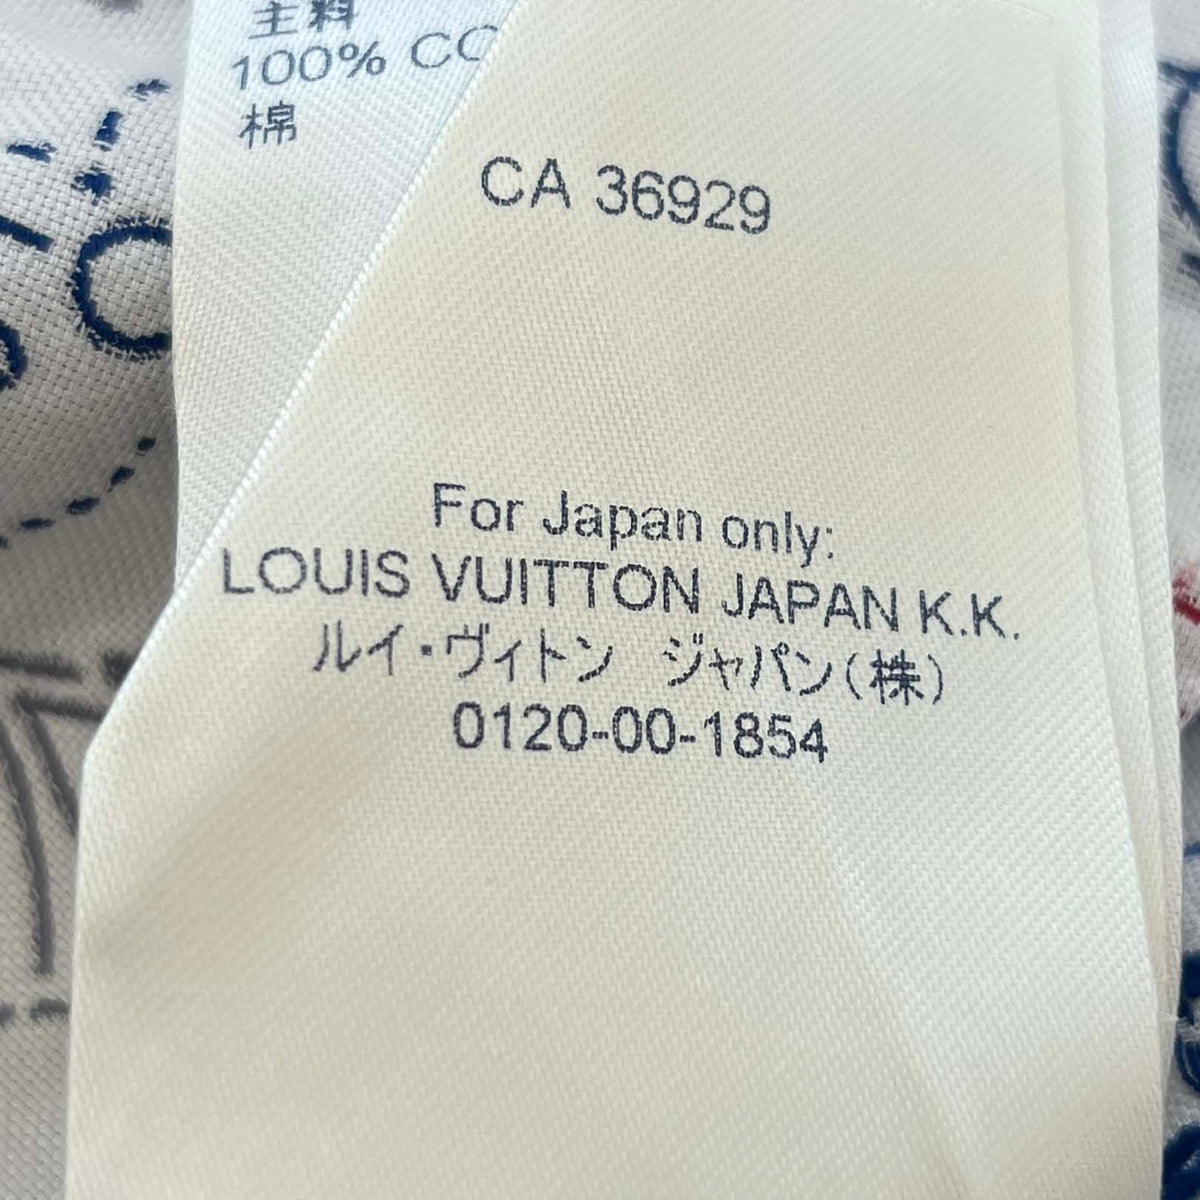 主料
100% CO
棉
CA 36929
For Japan only:
LOUIS VUITTON JAPAN K.K.
ルイ・ヴィトン ジャパン(株)
0120-00-1854